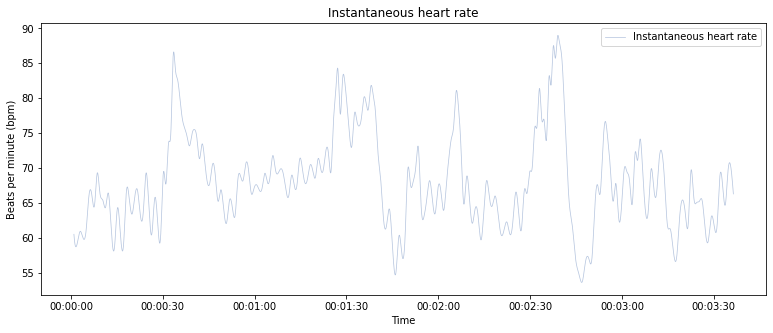 Instantaneous heart rate
Instantaneous heart rate
90
85
80
75
70
65
60
55
Beats per minute (bpm)
00:00:00 00:00:30 00:01:00 00:01:30 00:02:00 00:02:30 00:03:00 00:03:30
Time